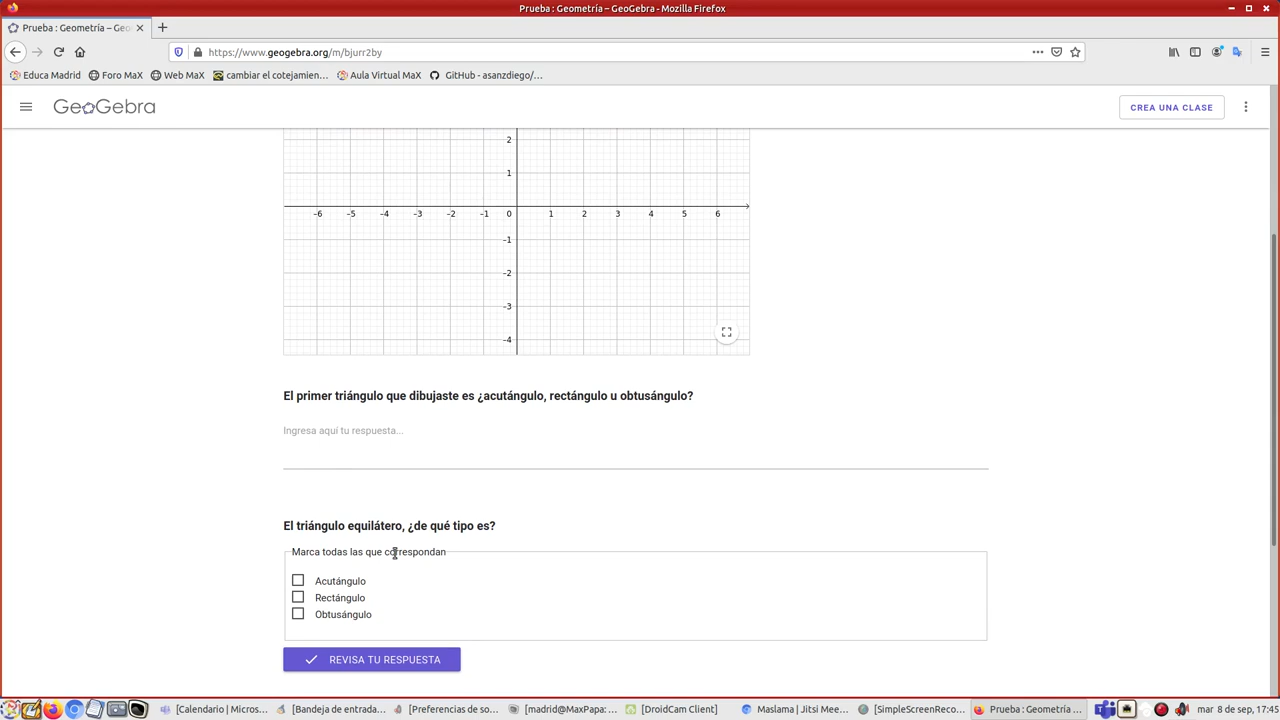 Prueba : Geometría – GeoGebra - Mozilla Firefox
Prueba : Geometría – Geo
https://www.geogebra.org/m/bjurr2by
Educa Madrid Foro MaX Web MaX cambiar el cotejamien... Aula Virtual MaX GitHub - asanzdiego/...
GeoGebra CREA UNA CLASE
2
1
-6 -5 -4 -3 -2 -1 0 1 2 3 4 5 6
-1
-2
-3
-4
El primer triángulo que dibujaste es ¿acutángulo, rectángulo u obtusángulo?
Ingresa aquí tu respuesta...
El triángulo equilátero, ¿de qué tipo es?
Marca todas las que correspondan
Acutángulo
Rectángulo
Obtusángulo
REVISA TU RESPUESTA
[Calendario | Micros... [Bandeja de entrada... [Preferencias de so... [madrid@MaxPapa: ... [DroidCam Client] Maslama | Jitsi Mee... [SimpleScreenReco... Prueba : Geometría ... mar 8 de sep, 17:45